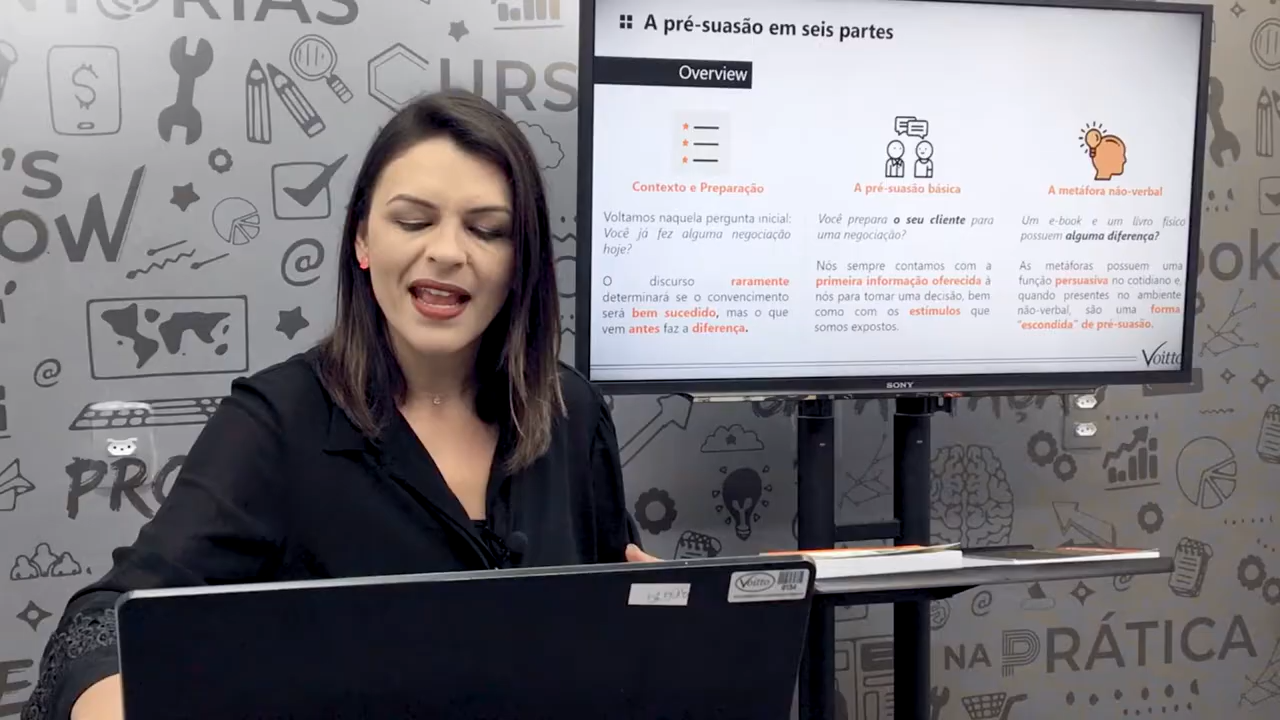 A pré-suasão em seis partes
Overview
Contexto e Preparação
Voltamos naquela pergunta inicial:
Você já fez alguma negociação
hoje?
O discurso raramente
determinará se o convencimento
será bem sucedido, mas o que
vem antes faz a diferença.
A pré-suasão básica
Você prepara o seu cliente para
uma negociação?
Nós sempre contamos com a
primeira informação oferecida à
nós para tomar uma decisão, bem
como com os estímulos que
somos expostos.
A metáfora não-verbal
Um e-book e um livro físico
possuem alguma diferença?
As metáforas possuem uma
função persuasiva no cotidiano e,
quando presentes no ambiente
não-verbal, são uma forma
"escondida" de pré-suasão.
Voitto
SONY
CURS
'S
OW
PRO
NA PRÁTICA
Voitto